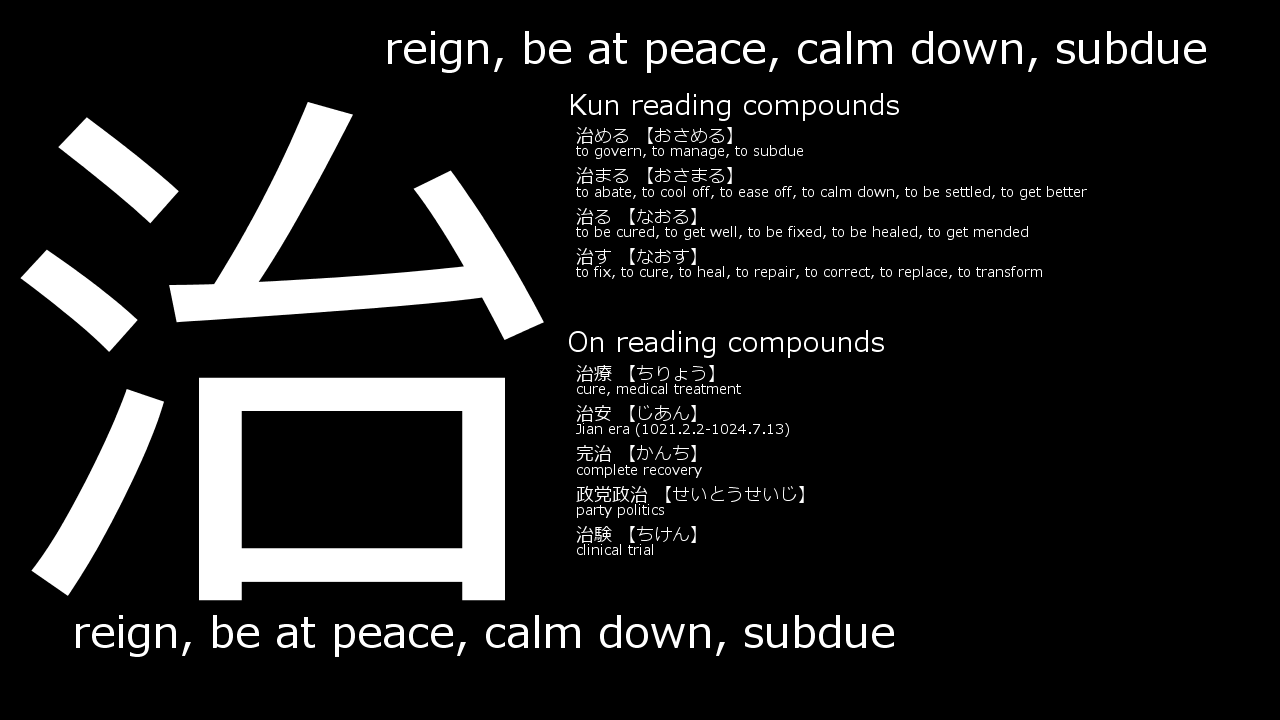 reign, be at peace, calm down, subdue
治
Kun reading compounds
治める 【おさめる】
to govern, to manage, to subdue
治まる 【おさまる】
to abate, to cool off, to ease off, to calm down, to be settled, to get better
治る 【なおる】
to be cured, to get well, to be fixed, to be healed, to get mended
治す 【なおす】
to fix, to cure, to heal, to repair, to correct, to replace, to transform
On reading compounds
治療 【ちりょう】
cure, medical treatment
治安 【じあん】
Jian era (1021.2.2-1024.7.13)
完治 【かんち】
complete recovery
政党政治 【せいとうせいじ】
party politics
治験 【ちけん】
clinical trial
reign, be at peace, calm down, subdue